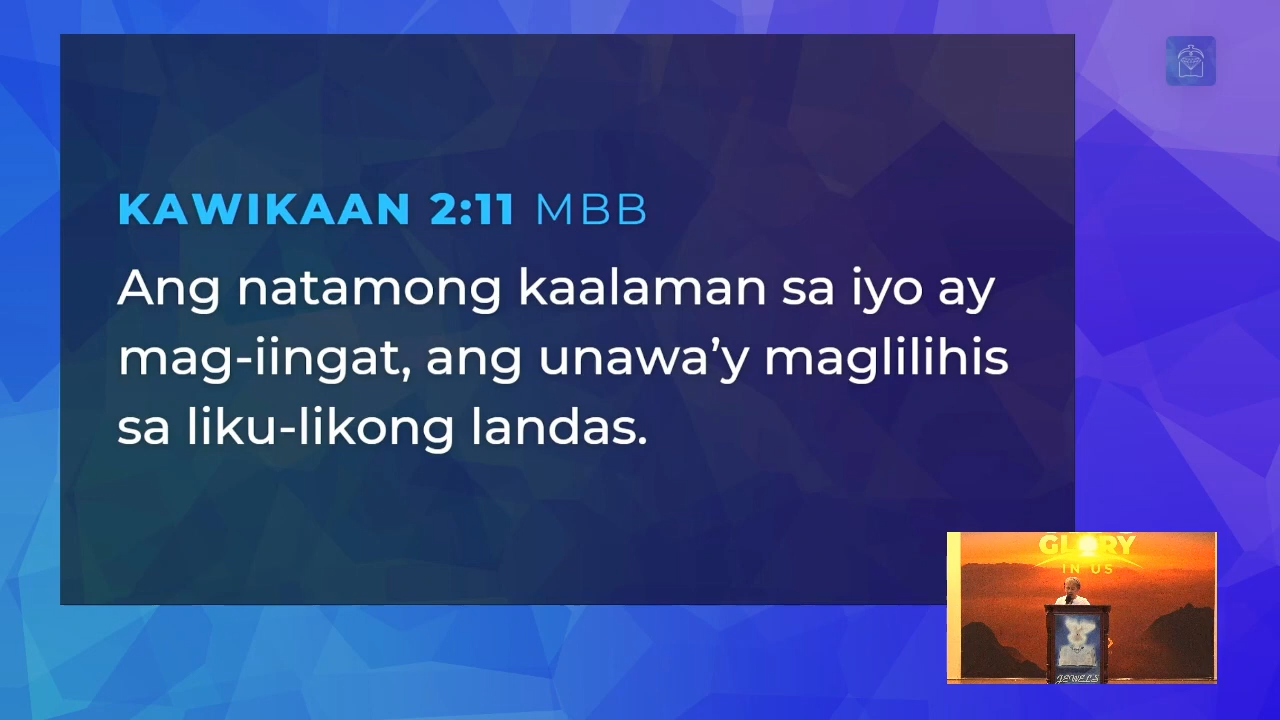 KAWIKAAN 2:11 MBB
Ang natamong kaalaman sa iyo ay
mag-iingat, ang unawa’y maglilihis
sa liku-likong landas.
GLORY
IN US
JEWELS